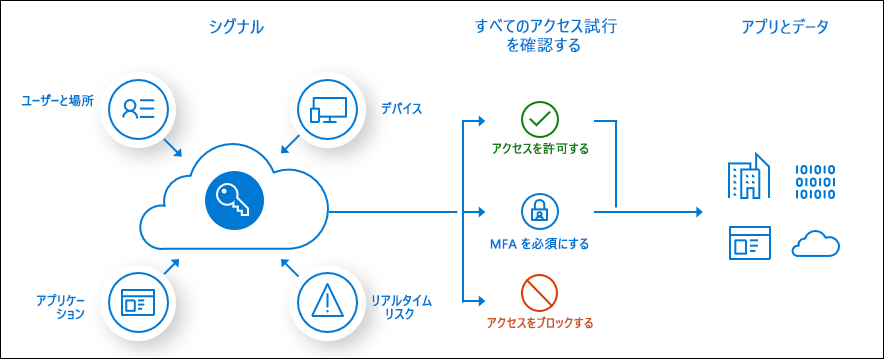 シグナル
すべてのアクセス試行
を確認する
アプリとデータ
ユーザーと場所
デバイス
アクセスを許可する
010101
010101
010101
MFA を必須にする
アプリケー
ション
リアルタイム
リスク
アクセスをブロックする